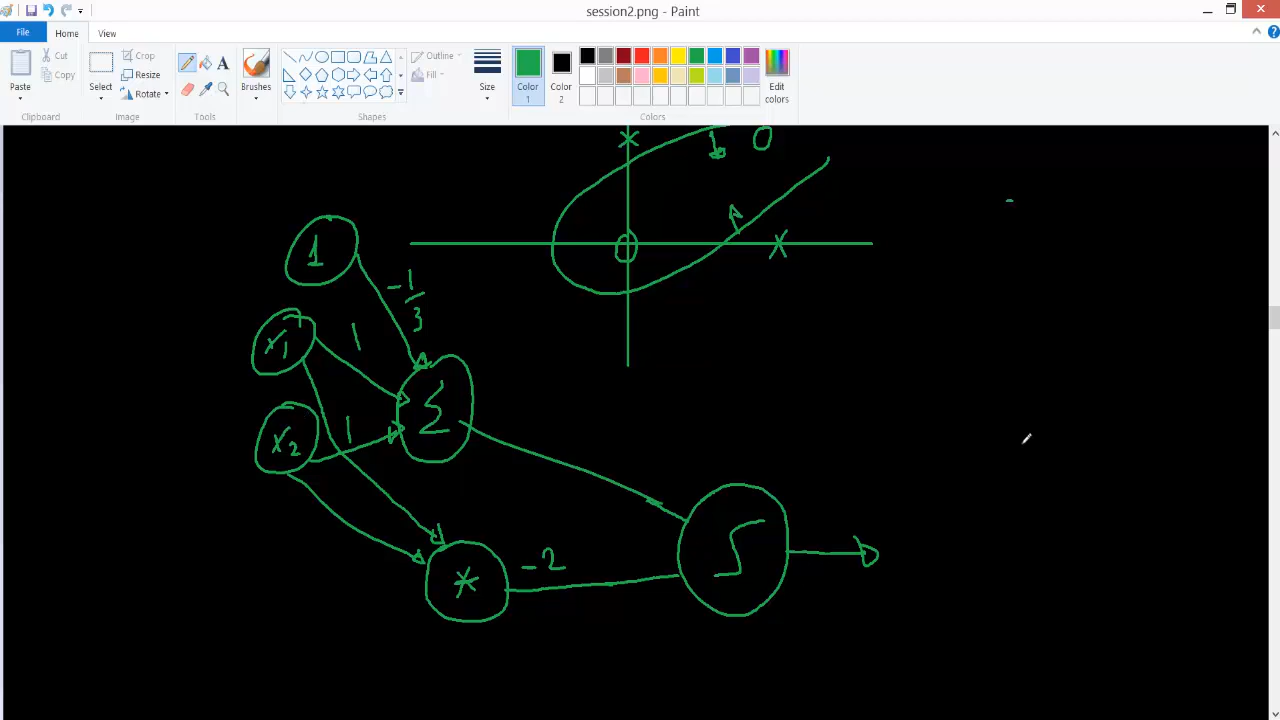 session2.png - Paint
File Home View
Cut
Copy
Paste
Clipboard
Crop
Resize
Rotate
Select
Image
A
Tools
Brushes
Shapes
Outline
Fill
Size
Color 1
Color 2
Edit colors
Colors
x
0
0
x
1
-1/3
x1
1
Σ
x2
1
*
-2